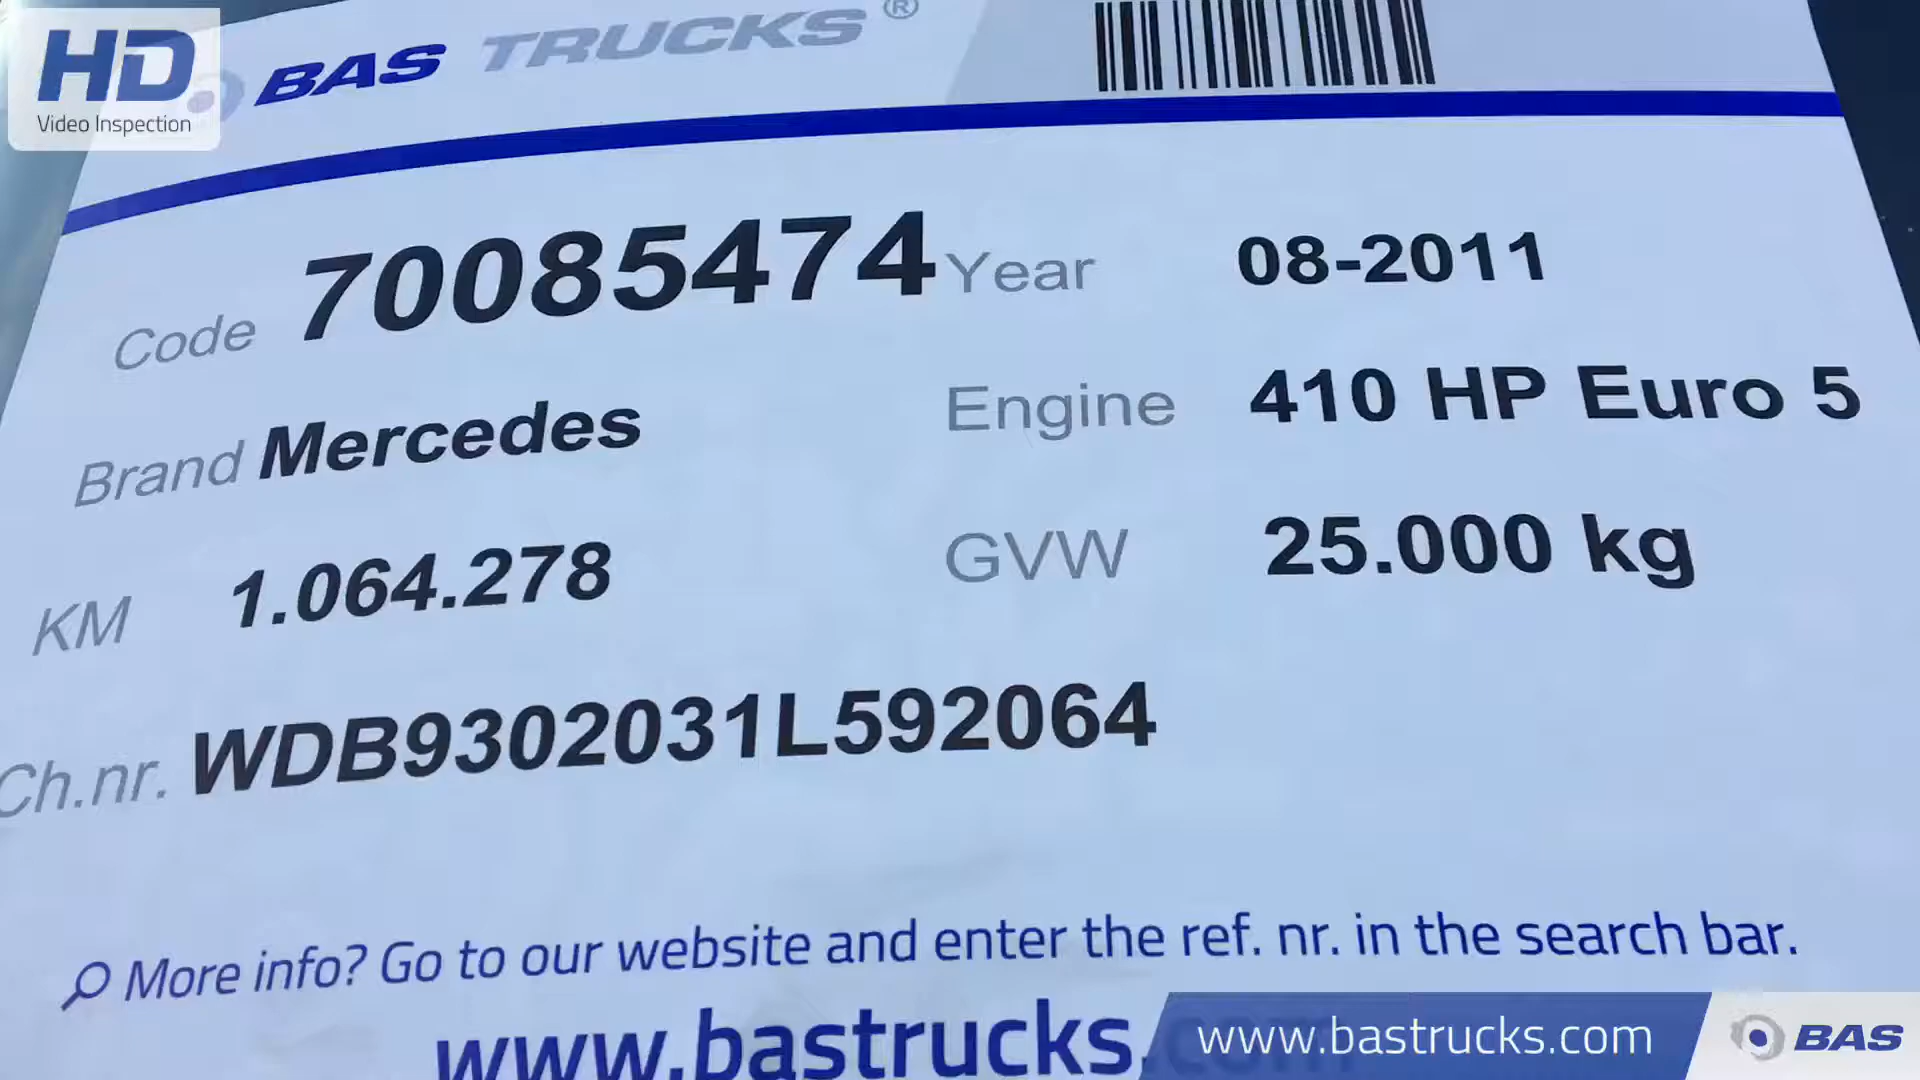 HD
Video Inspection
BAS TRUCKS®
Code 70085474 Year 08-2011
Brand Mercedes Engine 410 HP Euro 5
KM 1.064.278 GVW 25.000 kg
Ch.nr. WDB9302031L592064
More info? Go to our website and enter the ref. nr. in the search bar.
www.bastrucks.
www.bastrucks.com
BAS